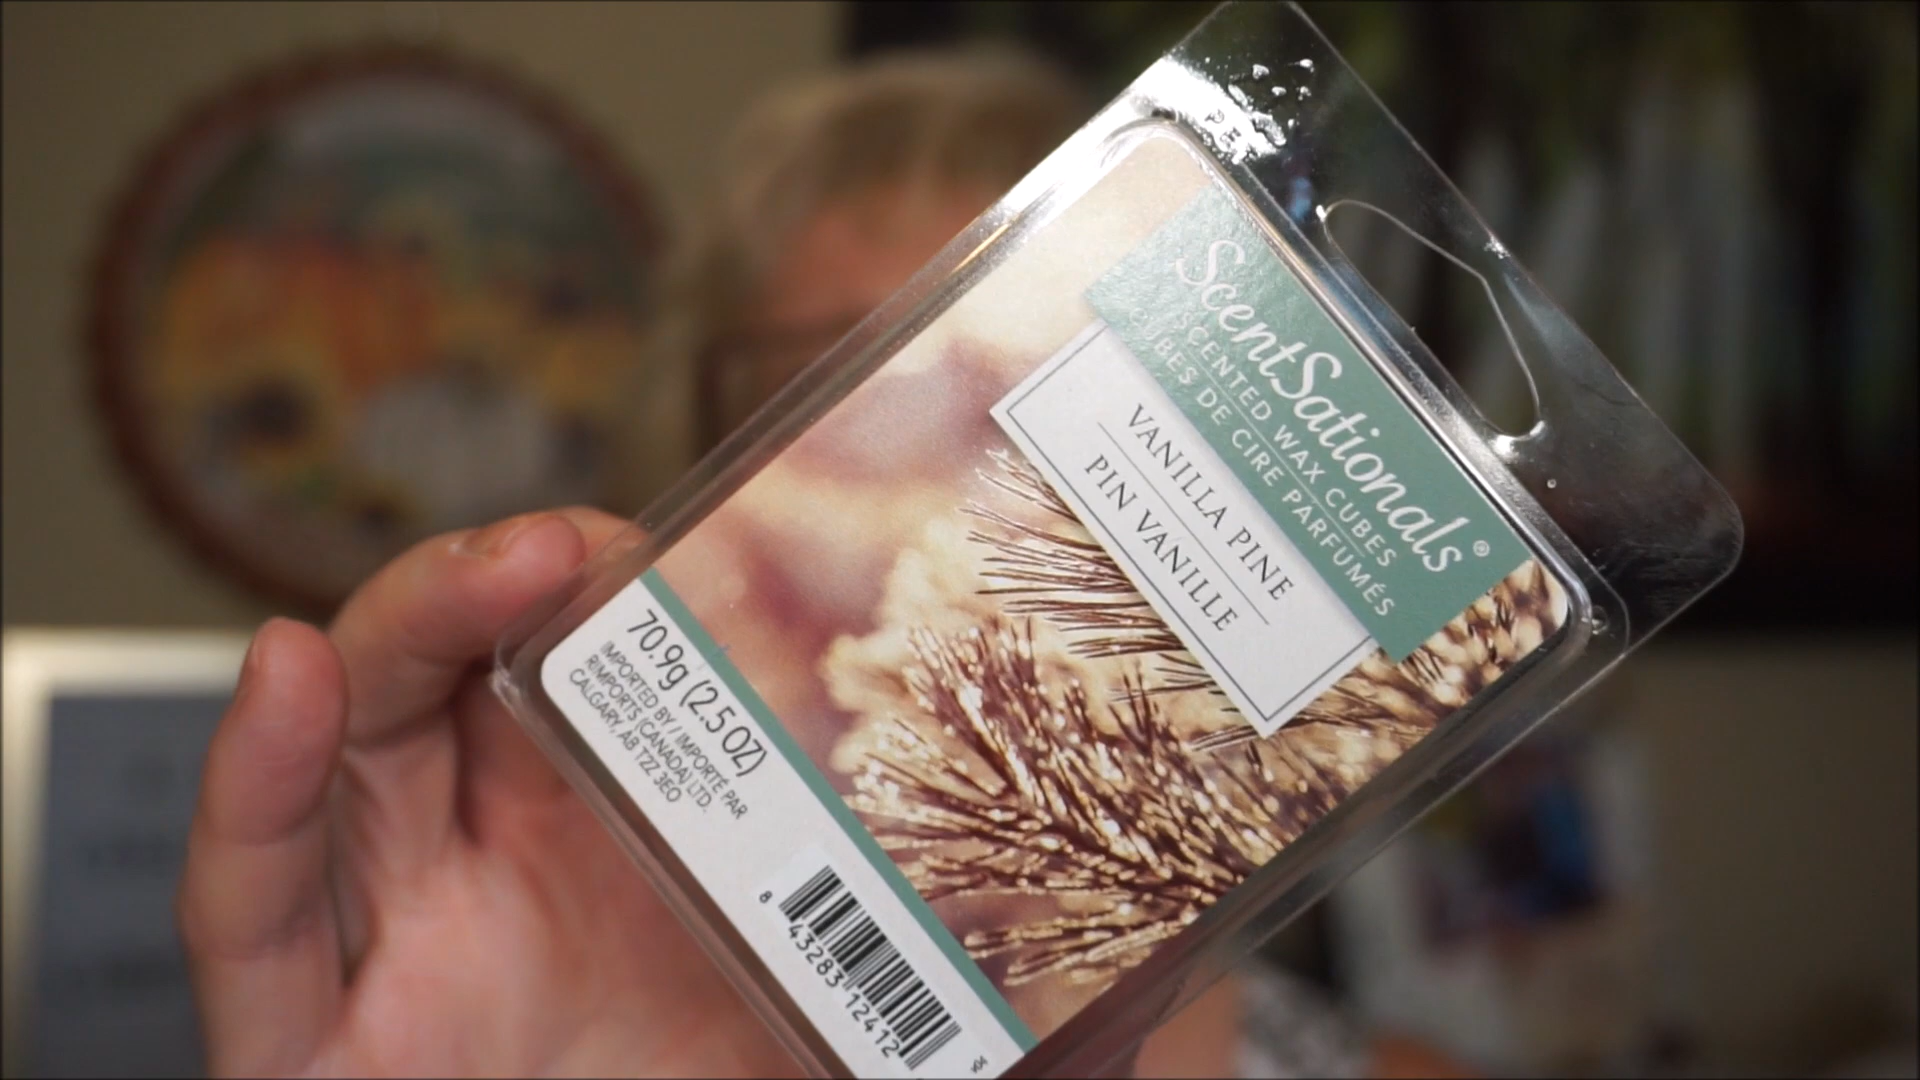 ScentSationals®
SCENTED WAX CUBES
CUBES DE CIRE PARFUMÉS
VANILLA PINE
PIN VANILLE
70.9g (2.5 OZ)
IMPORTED BY / IMPORTÉ PAR
RIMPORTS (CANADA) LTD.
CALGARY, AB T2Z 3E0
8 43283 12412